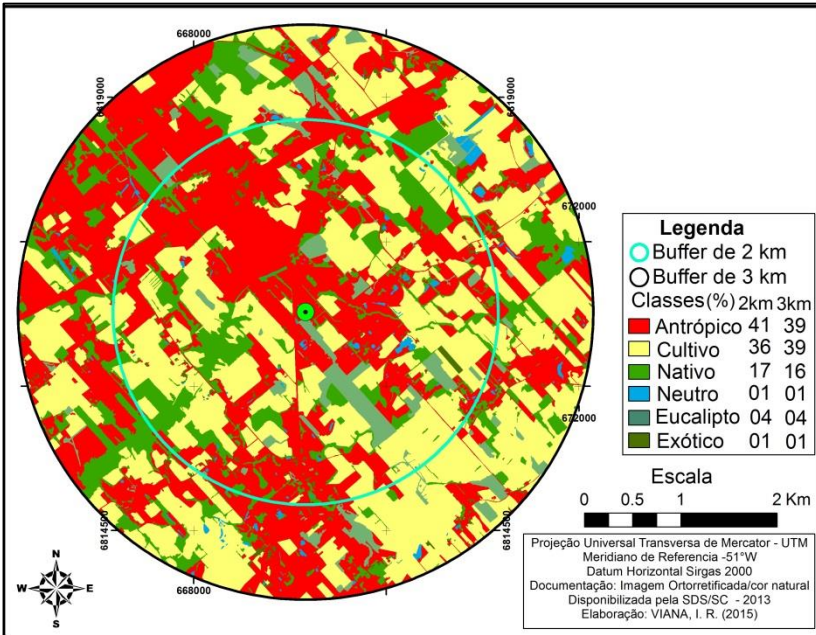 668000
6819000
6819000
672000
672000
6814500
6814500
668000
N
W E
S
Legenda
Buffer de 2 km
Buffer de 3 km
Classes(%) 2km 3km
Antrópico 41 39
Cultivo 36 39
Nativo 17 16
Neutro 01 01
Eucalipto 04 04
Exótico 01 01
Escala
0 0.5 1 2 Km
Projeção Universal Transversa de Mercator - UTM
Meridiano de Referencia -51°W
Datum Horizontal Sirgas 2000
Documentação: Imagem Ortorretificada/cor natural
Disponibilizada pela SDS/SC - 2013
Elaboração: VIANA, I. R. (2015)